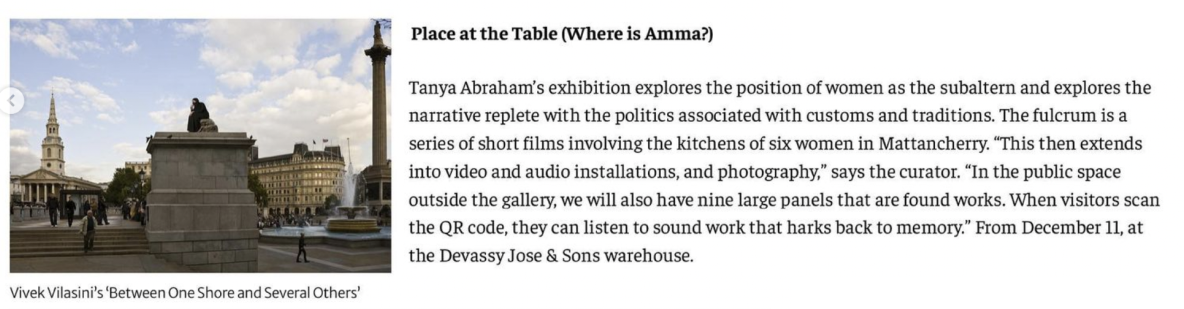 Place at the Table (Where is Amma?)
Tanya Abraham’s exhibition explores the position of women as the subaltern and explores the
narrative replete with the politics associated with customs and traditions. The fulcrum is a
series of short films involving the kitchens of six women in Mattancherry. “This then extends
into video and audio installations, and photography,” says the curator. “In the public space
outside the gallery, we will also have nine large panels that are found works. When visitors scan
the QR code, they can listen to sound work that harks back to memory.” From December 11, at
the Devassy Jose & Sons warehouse.
Vivek Vilasini’s ‘Between One Shore and Several Others’